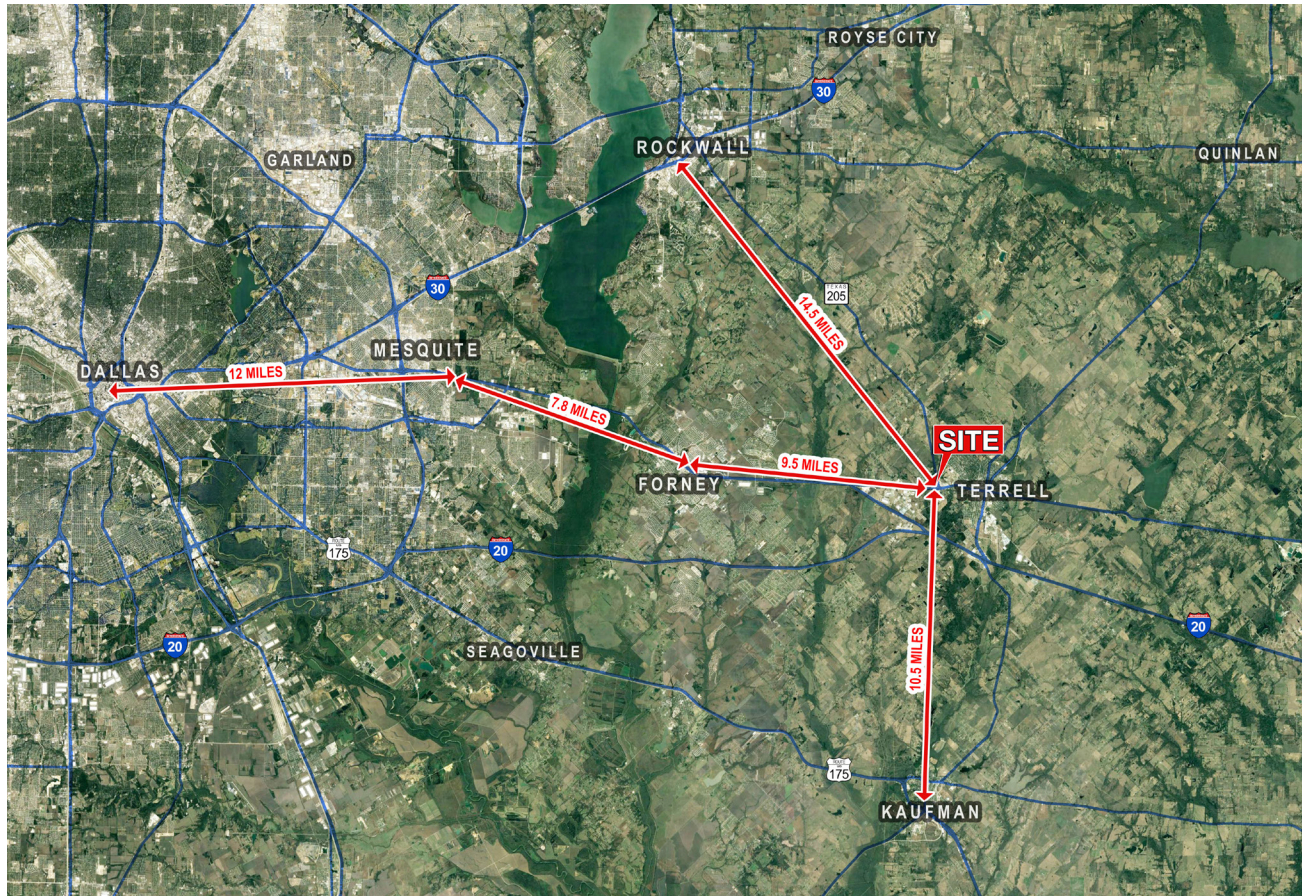 ROYSE CITY
30
ROCKWALL
GARLAND
QUINLAN
30
TEXAS
205
14.5 MILES
MESQUITE
DALLAS
12 MILES
7.8 MILES
SITE
9.5 MILES
FORNEY
TERRELL
175
20
20
20
SEAGOVILLE
10.5 MILES
175
KAUFMAN